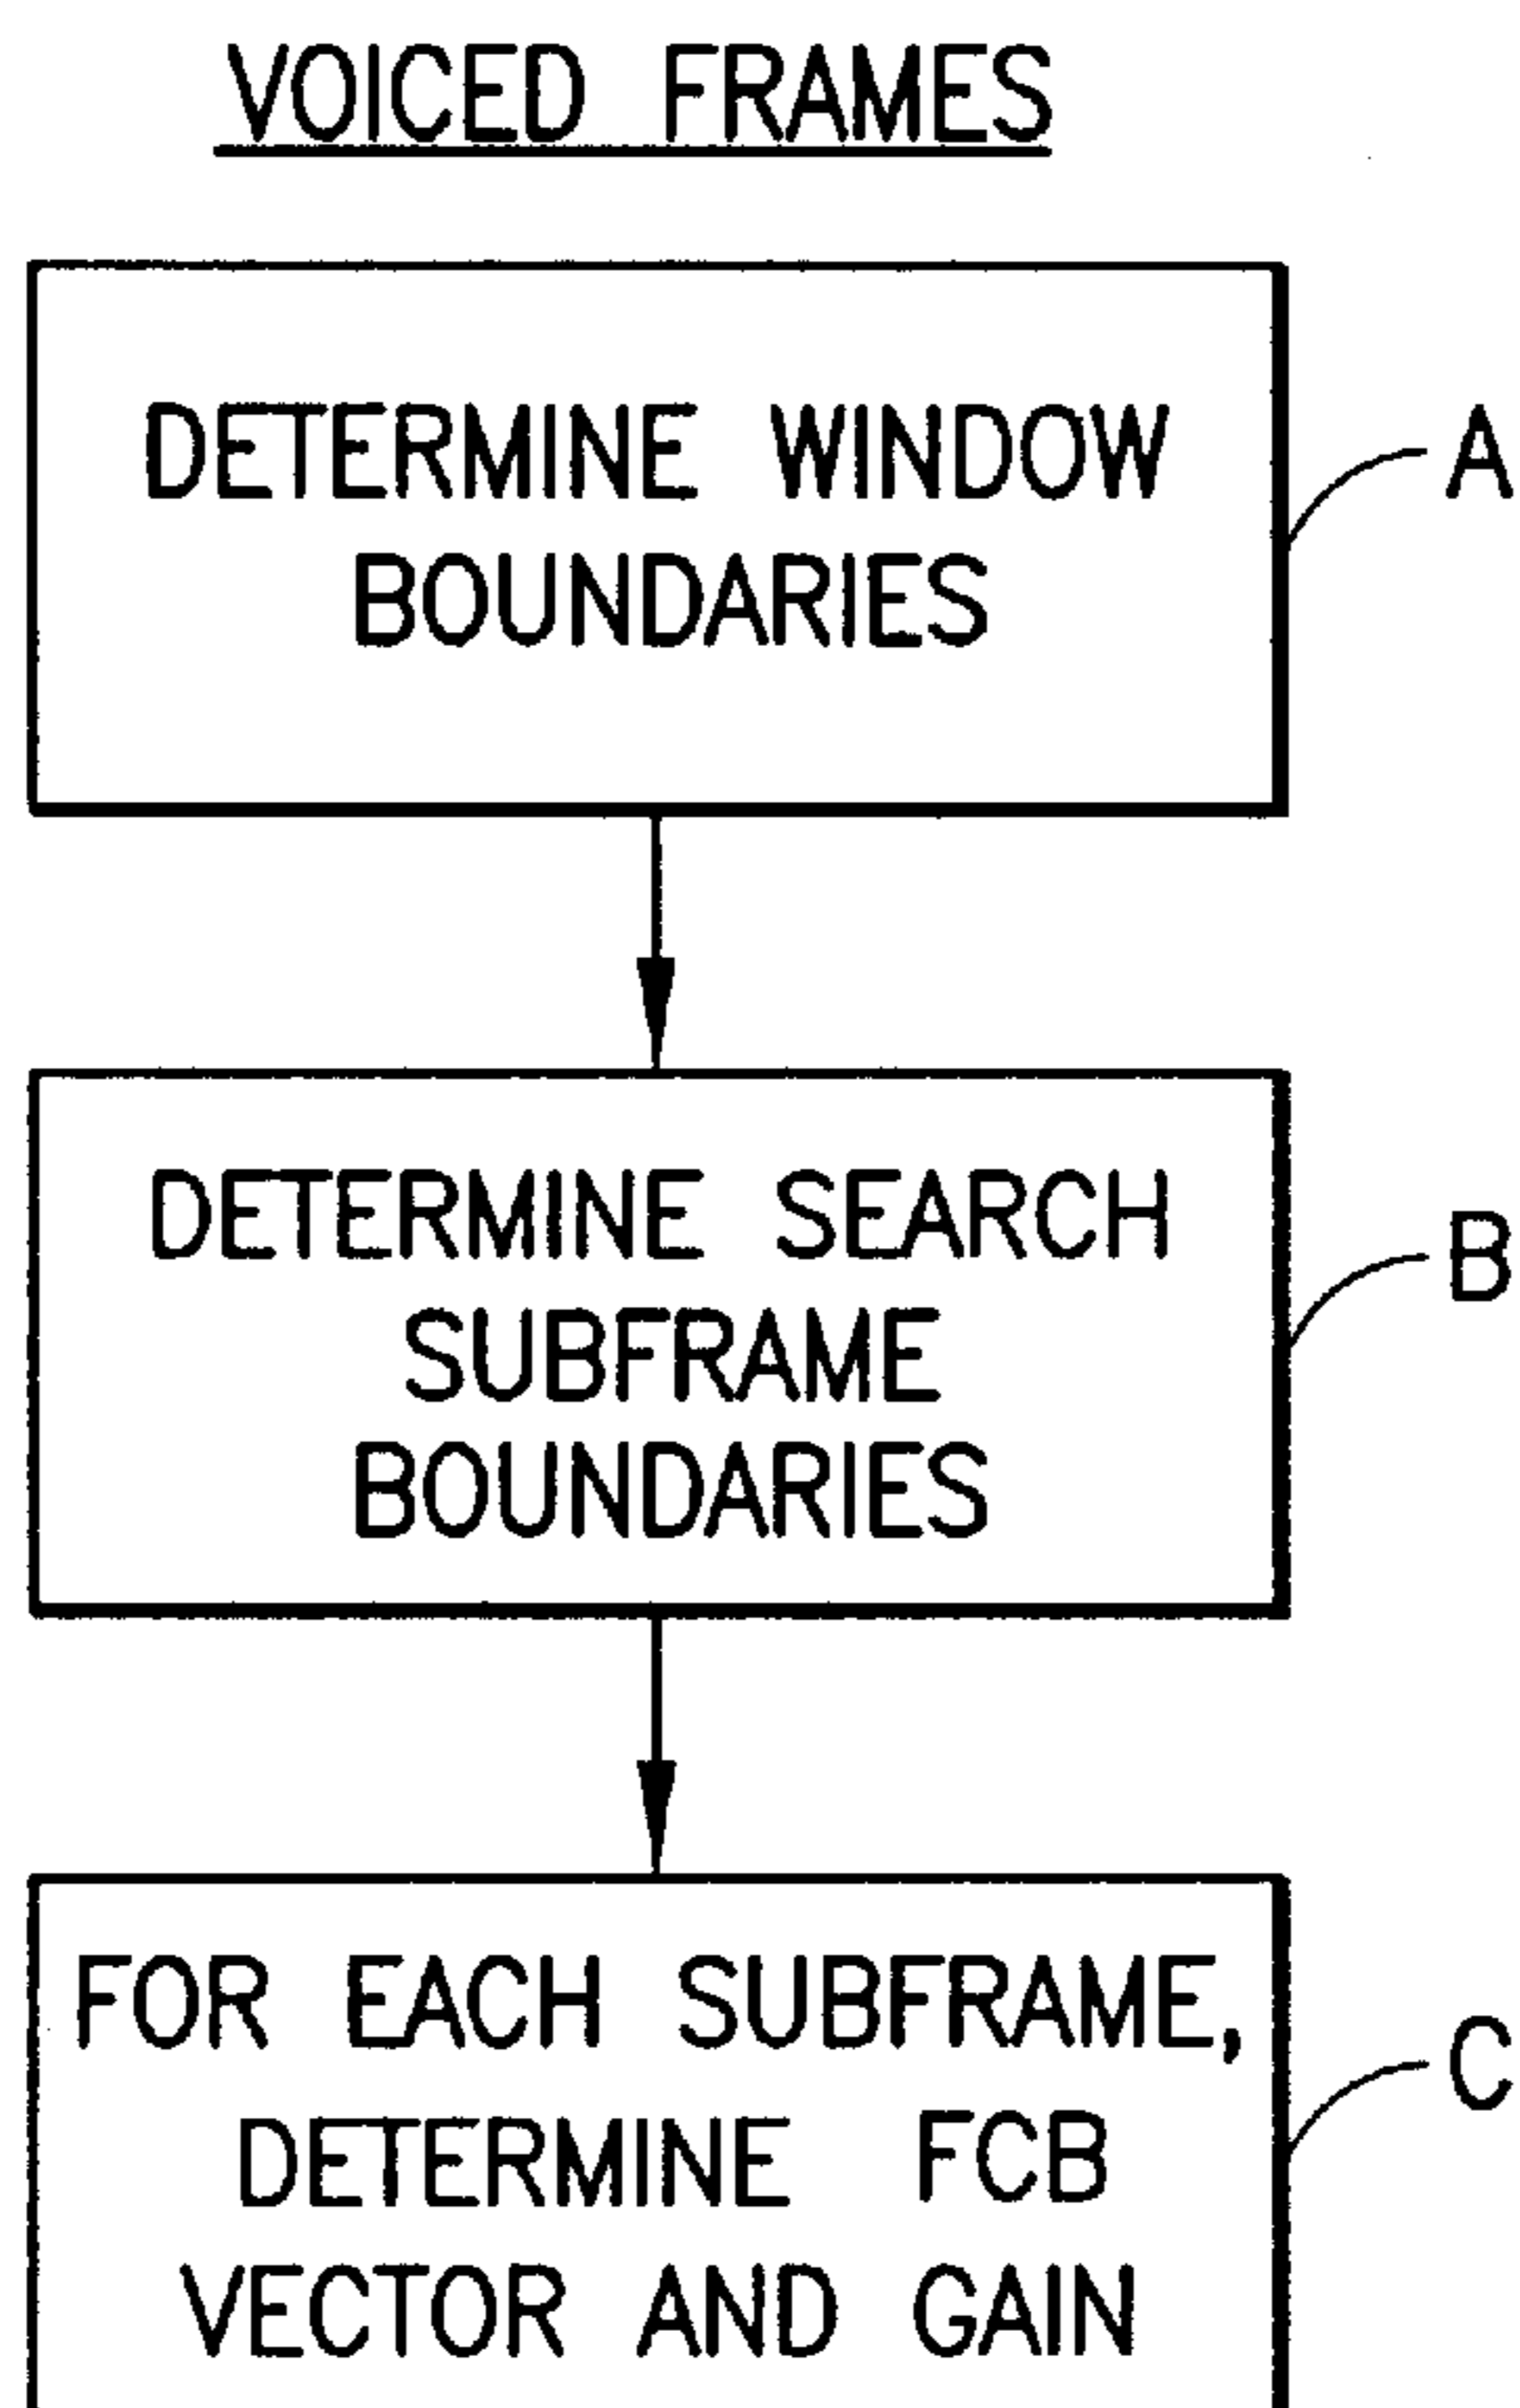 VOICED FRAMES
DETERMINE WINDOW
BOUNDARIES
A
DETERMINE SEARCH
SUBFRAME
BOUNDARIES
B
FOR EACH SUBFRAME,
DETERMINE FCB
VECTOR AND GAIN
C